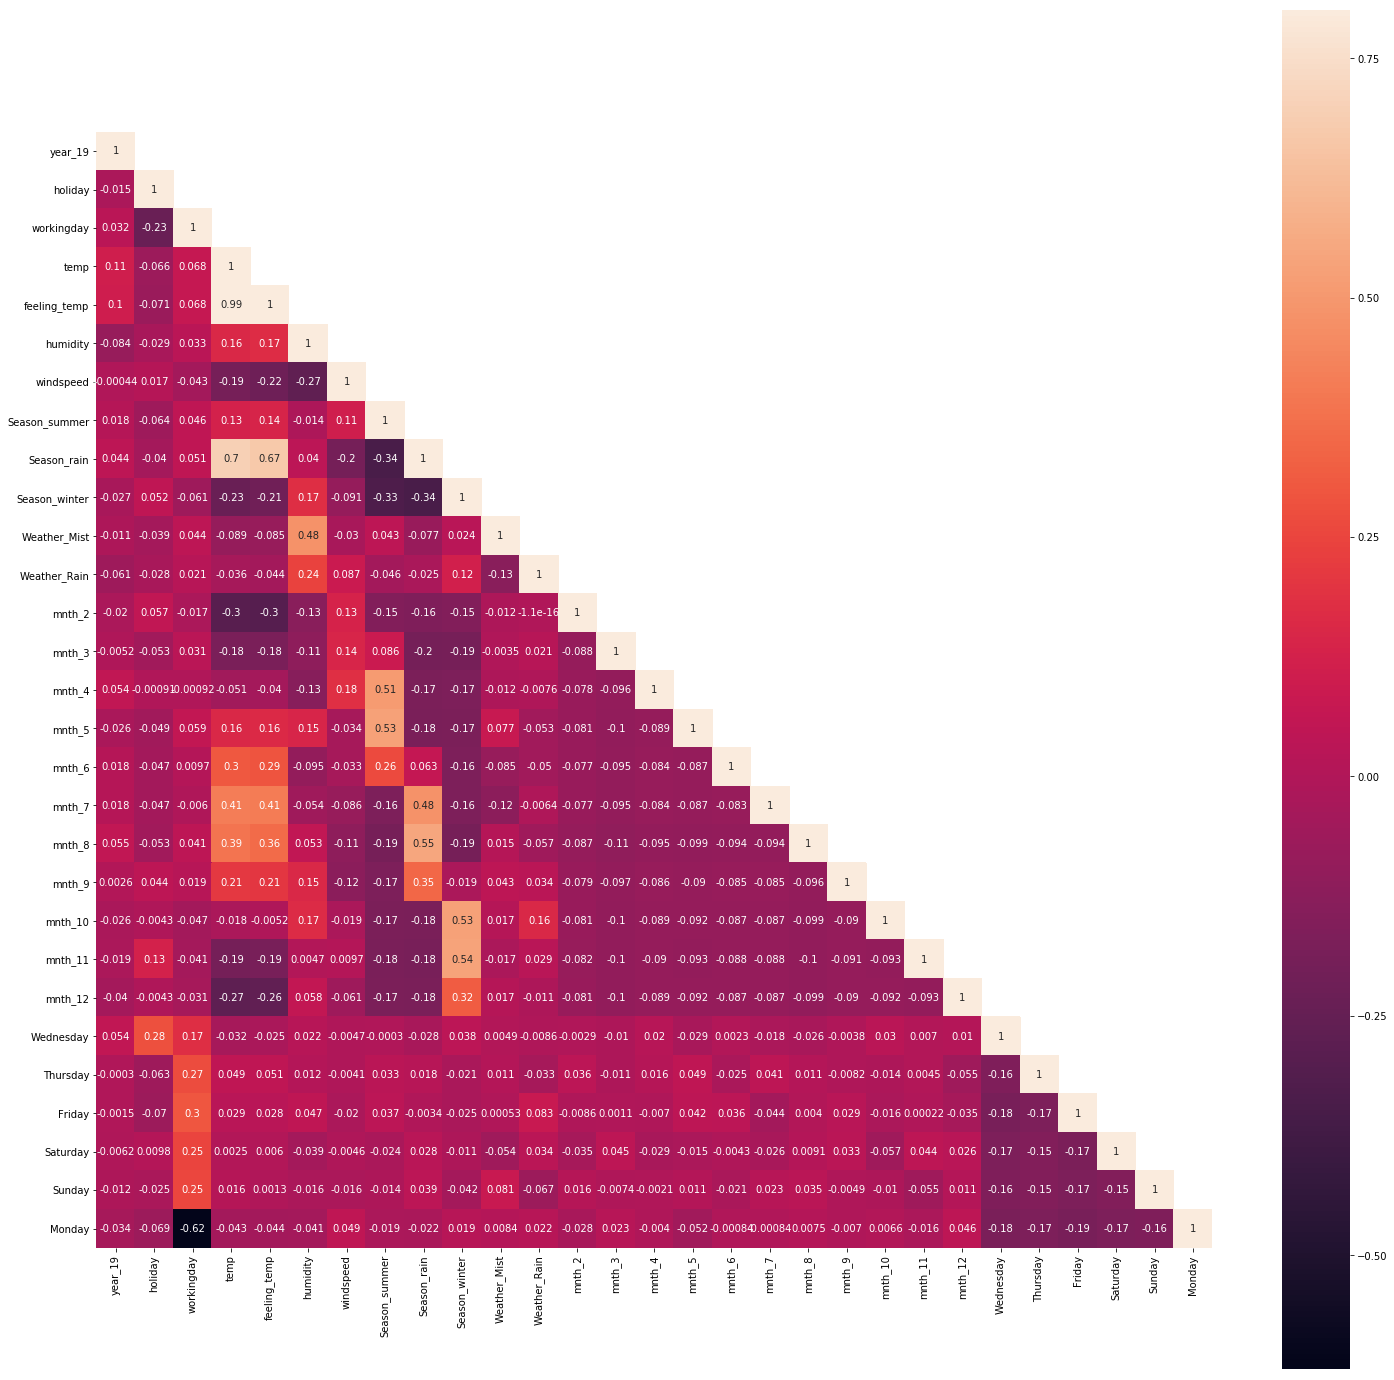 year_19 1
holiday -0.015 1
workingday 0.032 -0.23 1
temp 0.11 -0.066 0.068 1
feeling_temp 0.1 -0.071 0.068 0.99 1
humidity -0.084 -0.029 0.033 0.16 0.17 1
windspeed -0.00044 0.017 -0.043 -0.19 -0.22 -0.27 1
Season_summer 0.018 -0.064 0.046 0.13 0.14 -0.014 0.11 1
Season_rain 0.044 -0.04 0.051 0.7 0.67 0.04 -0.2 -0.34 1
Season_winter -0.027 0.052 -0.061 -0.23 -0.21 0.17 -0.091 -0.33 -0.34 1
Weather_Mist -0.011 -0.039 0.044 -0.089 -0.085 0.48 -0.03 0.043 -0.077 0.024 1
Weather_Rain -0.061 -0.028 0.021 -0.036 -0.044 0.24 0.087 -0.046 -0.025 0.12 -0.13 1
mnth_2 -0.02 0.057 -0.017 -0.3 -0.3 -0.13 0.13 -0.15 -0.16 -0.15 -0.012 -1.1e-16 1
mnth_3 -0.0052 -0.053 0.031 -0.18 -0.18 -0.11 0.14 0.086 -0.2 -0.19 -0.0035 0.021 -0.088 1
mnth_4 0.054 -0.00091 -0.00092 -0.051 -0.04 -0.13 0.18 0.51 -0.17 -0.17 -0.012 -0.0076 -0.078 -0.096 1
mnth_5 -0.026 -0.049 0.059 0.16 0.16 0.15 -0.034 0.53 -0.18 -0.17 0.077 -0.053 -0.081 -0.1 -0.089 1
mnth_6 0.018 -0.047 0.0097 0.3 0.29 -0.095 -0.033 0.26 0.063 -0.16 -0.085 -0.05 -0.077 -0.095 -0.084 -0.087 1
mnth_7 0.018 -0.047 -0.006 0.41 0.41 -0.054 -0.086 -0.16 0.48 -0.16 -0.12 -0.0064 -0.077 -0.095 -0.084 -0.087 -0.083 1
mnth_8 0.055 -0.053 0.041 0.39 0.36 0.053 -0.11 -0.19 0.55 -0.19 0.015 -0.057 -0.087 -0.11 -0.095 -0.099 -0.094 -0.094 1
mnth_9 0.0026 0.044 0.019 0.21 0.21 0.15 -0.12 -0.17 0.35 -0.019 0.043 0.034 -0.079 -0.097 -0.086 -0.09 -0.085 -0.085 -0.096 1
mnth_10 -0.026 -0.0043 -0.047 -0.018 -0.0052 0.17 -0.019 -0.17 -0.18 0.53 0.017 0.16 -0.081 -0.1 -0.089 -0.092 -0.087 -0.087 -0.099 -0.09 1
mnth_11 -0.019 0.13 -0.041 -0.19 -0.19 0.0047 0.0097 -0.18 -0.18 0.54 -0.017 0.029 -0.082 -0.1 -0.09 -0.093 -0.088 -0.088 -0.1 -0.091 -0.093 1
mnth_12 -0.04 -0.0043 -0.031 -0.27 -0.26 0.058 -0.061 -0.17 -0.18 0.32 0.017 -0.011 -0.081 -0.1 -0.089 -0.092 -0.087 -0.087 -0.099 -0.09 -0.092 -0.093 1
Wednesday 0.054 0.28 0.17 -0.032 -0.025 0.022 -0.0047 -0.0003 -0.028 0.038 0.0049 -0.0086 -0.0029 -0.01 0.02 -0.029 0.0023 -0.018 -0.026 -0.0038 0.03 0.007 0.01 1
Thursday -0.0003 -0.063 0.27 0.049 0.051 0.012 -0.0041 0.033 0.018 -0.021 0.011 -0.033 0.036 -0.011 0.016 0.049 -0.025 0.041 0.011 -0.0082 -0.014 0.0045 -0.055 -0.16 1
Friday -0.0015 -0.07 0.3 0.029 0.028 0.047 -0.02 0.037 -0.0034 -0.025 0.00053 0.083 -0.0086 0.0011 -0.007 0.042 0.036 -0.044 0.004 0.029 -0.016 0.00022 -0.035 -0.18 -0.17 1
Saturday -0.0062 0.0098 0.25 0.0025 0.006 -0.039 -0.0046 -0.024 0.028 -0.011 -0.054 0.034 -0.035 0.045 -0.029 -0.015 -0.0043 -0.026 0.0091 0.033 -0.057 0.044 0.026 -0.17 -0.15 -0.17 1
Sunday -0.012 -0.025 0.25 0.016 0.0013 -0.016 -0.016 -0.014 0.039 -0.042 0.081 -0.067 0.016 -0.0074 -0.0021 0.011 -0.021 0.023 0.035 -0.0049 -0.01 -0.055 0.011 -0.16 -0.15 -0.17 -0.15 1
Monday -0.034 -0.069 -0.62 -0.043 -0.044 -0.041 0.049 -0.019 -0.022 0.019 0.0084 0.022 -0.028 0.023 -0.004 -0.052 -0.00084 -0.00084 0.0075 -0.007 0.0066 -0.016 0.046 -0.18 -0.17 -0.19 -0.17 -0.16 1
year_19 holiday workingday temp feeling_temp humidity windspeed Season_summer Season_rain Season_winter Weather_Mist Weather_Rain mnth_2 mnth_3 mnth_4 mnth_5 mnth_6 mnth_7 mnth_8 mnth_9 mnth_10 mnth_11 mnth_12 Wednesday Thursday Friday Saturday Sunday Monday
0.75
0.50
0.25
0.00
−0.25
−0.50